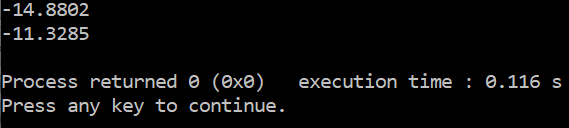 -14.8802
-11.3285
Process returned 0 (0x0)   execution time : 0.116 s
Press any key to continue.